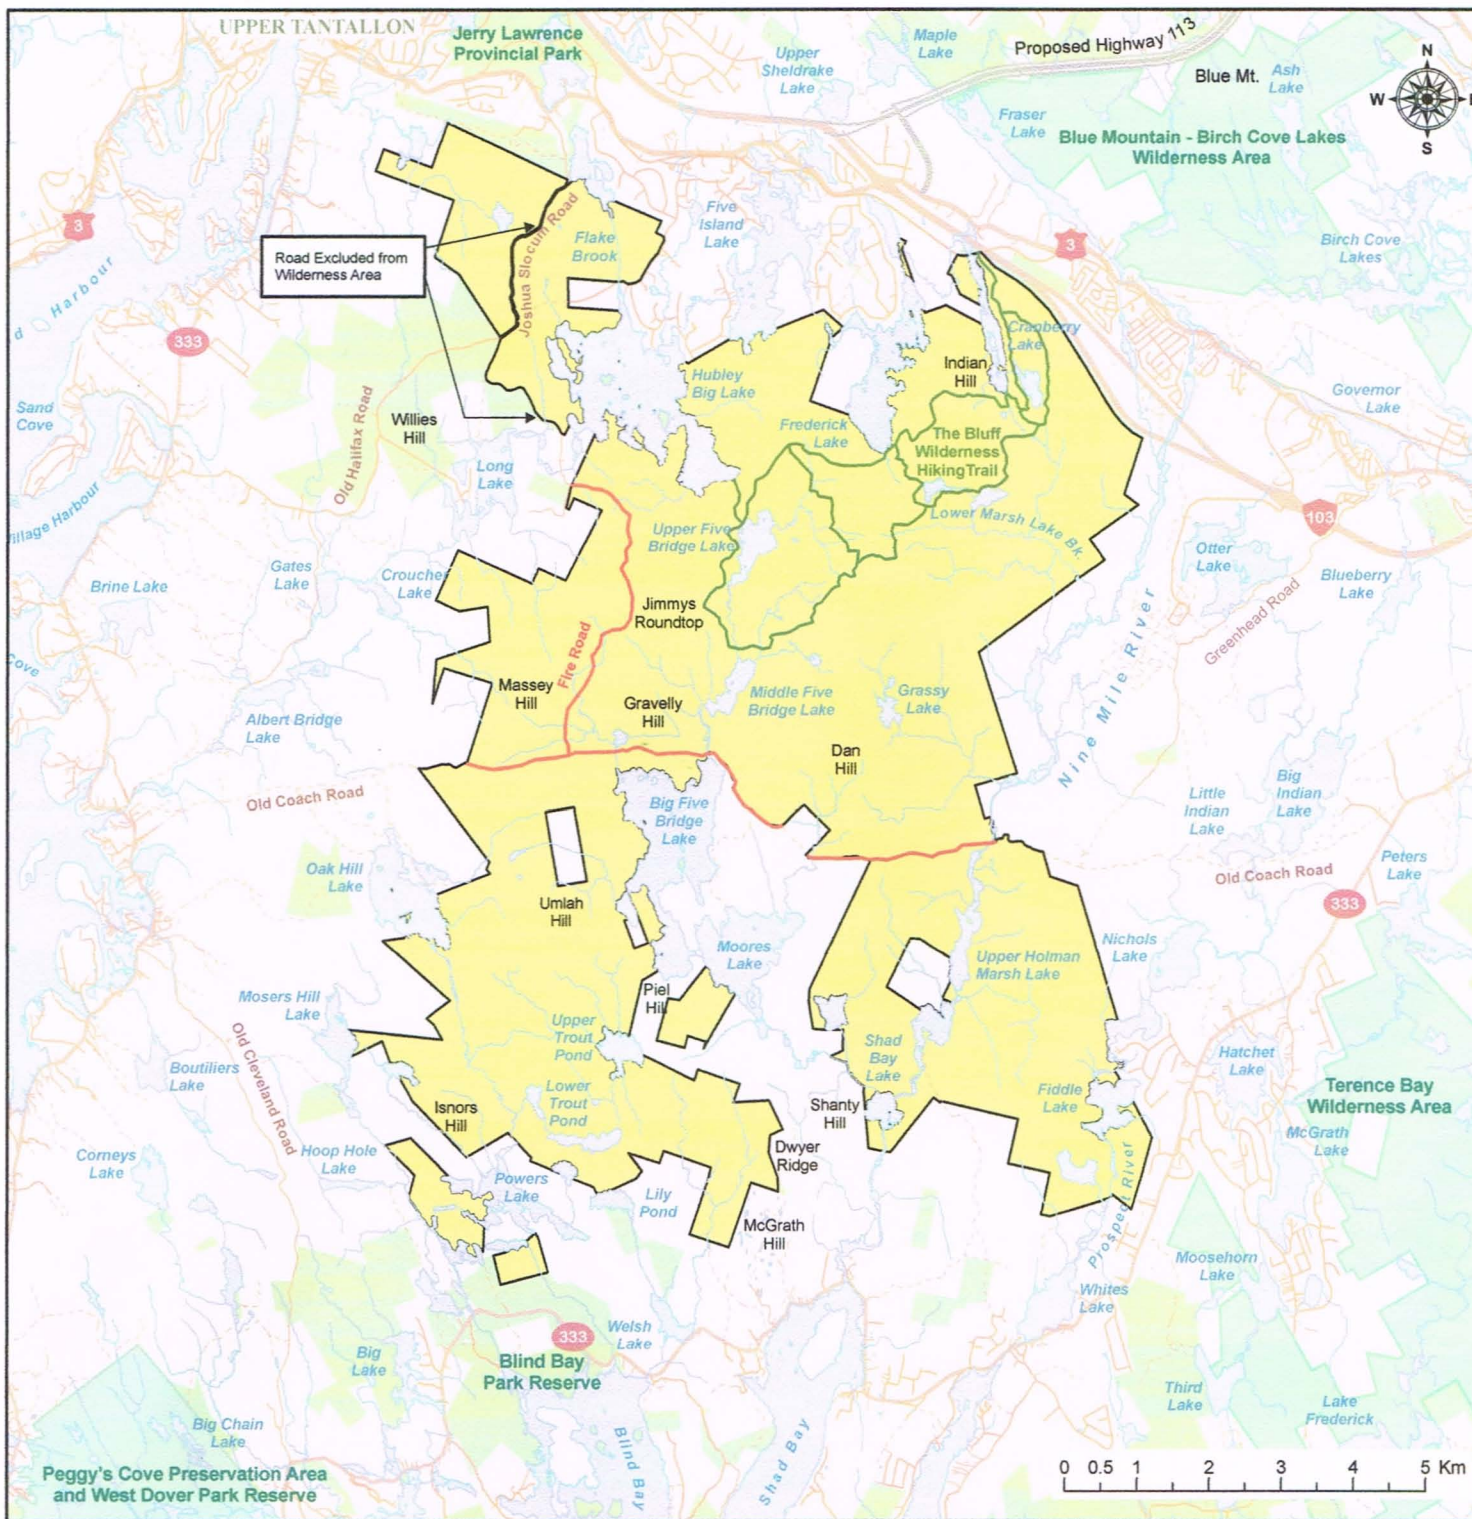 UPPER TANTALLON
Jerry Lawrence
Provincial Park
Upper
Sheldrake
Lake
Maple
Lake
Proposed Highway 113
Blue Mt.
Ash
Lake
N
W
S
Fraser
Lake
Blue Mountain - Birch Cove Lakes
Wilderness Area
3
Road Excluded from
Wilderness Area
Joshua Slocum Road
Flake
Brook
Five
Island
Lake
3
Birch Cove
Lakes
d Harbour
333
Cranberry
Lake
Indian
Hill
Hubley
Big Lake
Sand
Cove
Old Halifax Road
Willies
Hill
Frederick
Lake
The Bluff
Wilderness
HikingTrail
Governor
Lake
Long
Lake
illage Harbour
Upper Five
Bridge Lake
Lower Marsh Lake Bk.
103
Otter
Lake
Blueberry
Lake
Brine Lake
Gates
Lake
Croucher
Lake
Jimmys
Roundtop
Nine Mile River
Greenhead Road
Cove
Fire Road
Massey
Hill
Gravelly
Hill
Middle Five
Bridge Lake
Grassy
Lake
Albert Bridge
Lake
Dan
Hill
Old Coach Road
Big Five
Bridge
Lake
Little
Indian
Lake
Big
Indian
Lake
Oak Hill
Lake
Umlah
Hill
Old Coach Road
Peters
Lake
333
Moores
Lake
Upper Holman
Marsh Lake
Nichols
Lake
Mosers Hill
Lake
Piel
Hill
Old Cleveland Road
Upper
Trout
Pond
Shad
Bay
Lake
Hatchet
Lake
Boutiliers
Lake
Lower
Trout
Pond
Isnors
Hill
Shanty
Hill
Fiddle
Lake
Terence Bay
Wilderness Area
McGrath
Lake
Corneys
Lake
Hoop Hole
Lake
Dwyer
Ridge
Powers
Lake
Lily
Pond
McGrath
Hill
Prospect River
Moosehorn
Lake
Whites
Lake
333
Welsh
Lake
Big
Lake
Blind Bay
Park Reserve
Third
Lake
Lake
Frederick
Big Chain
Lake
Blind Bay
Shad Bay
Peggy's Cove Preservation Area
and West Dover Park Reserve
0 0.5 1 2 3 4 5 Km